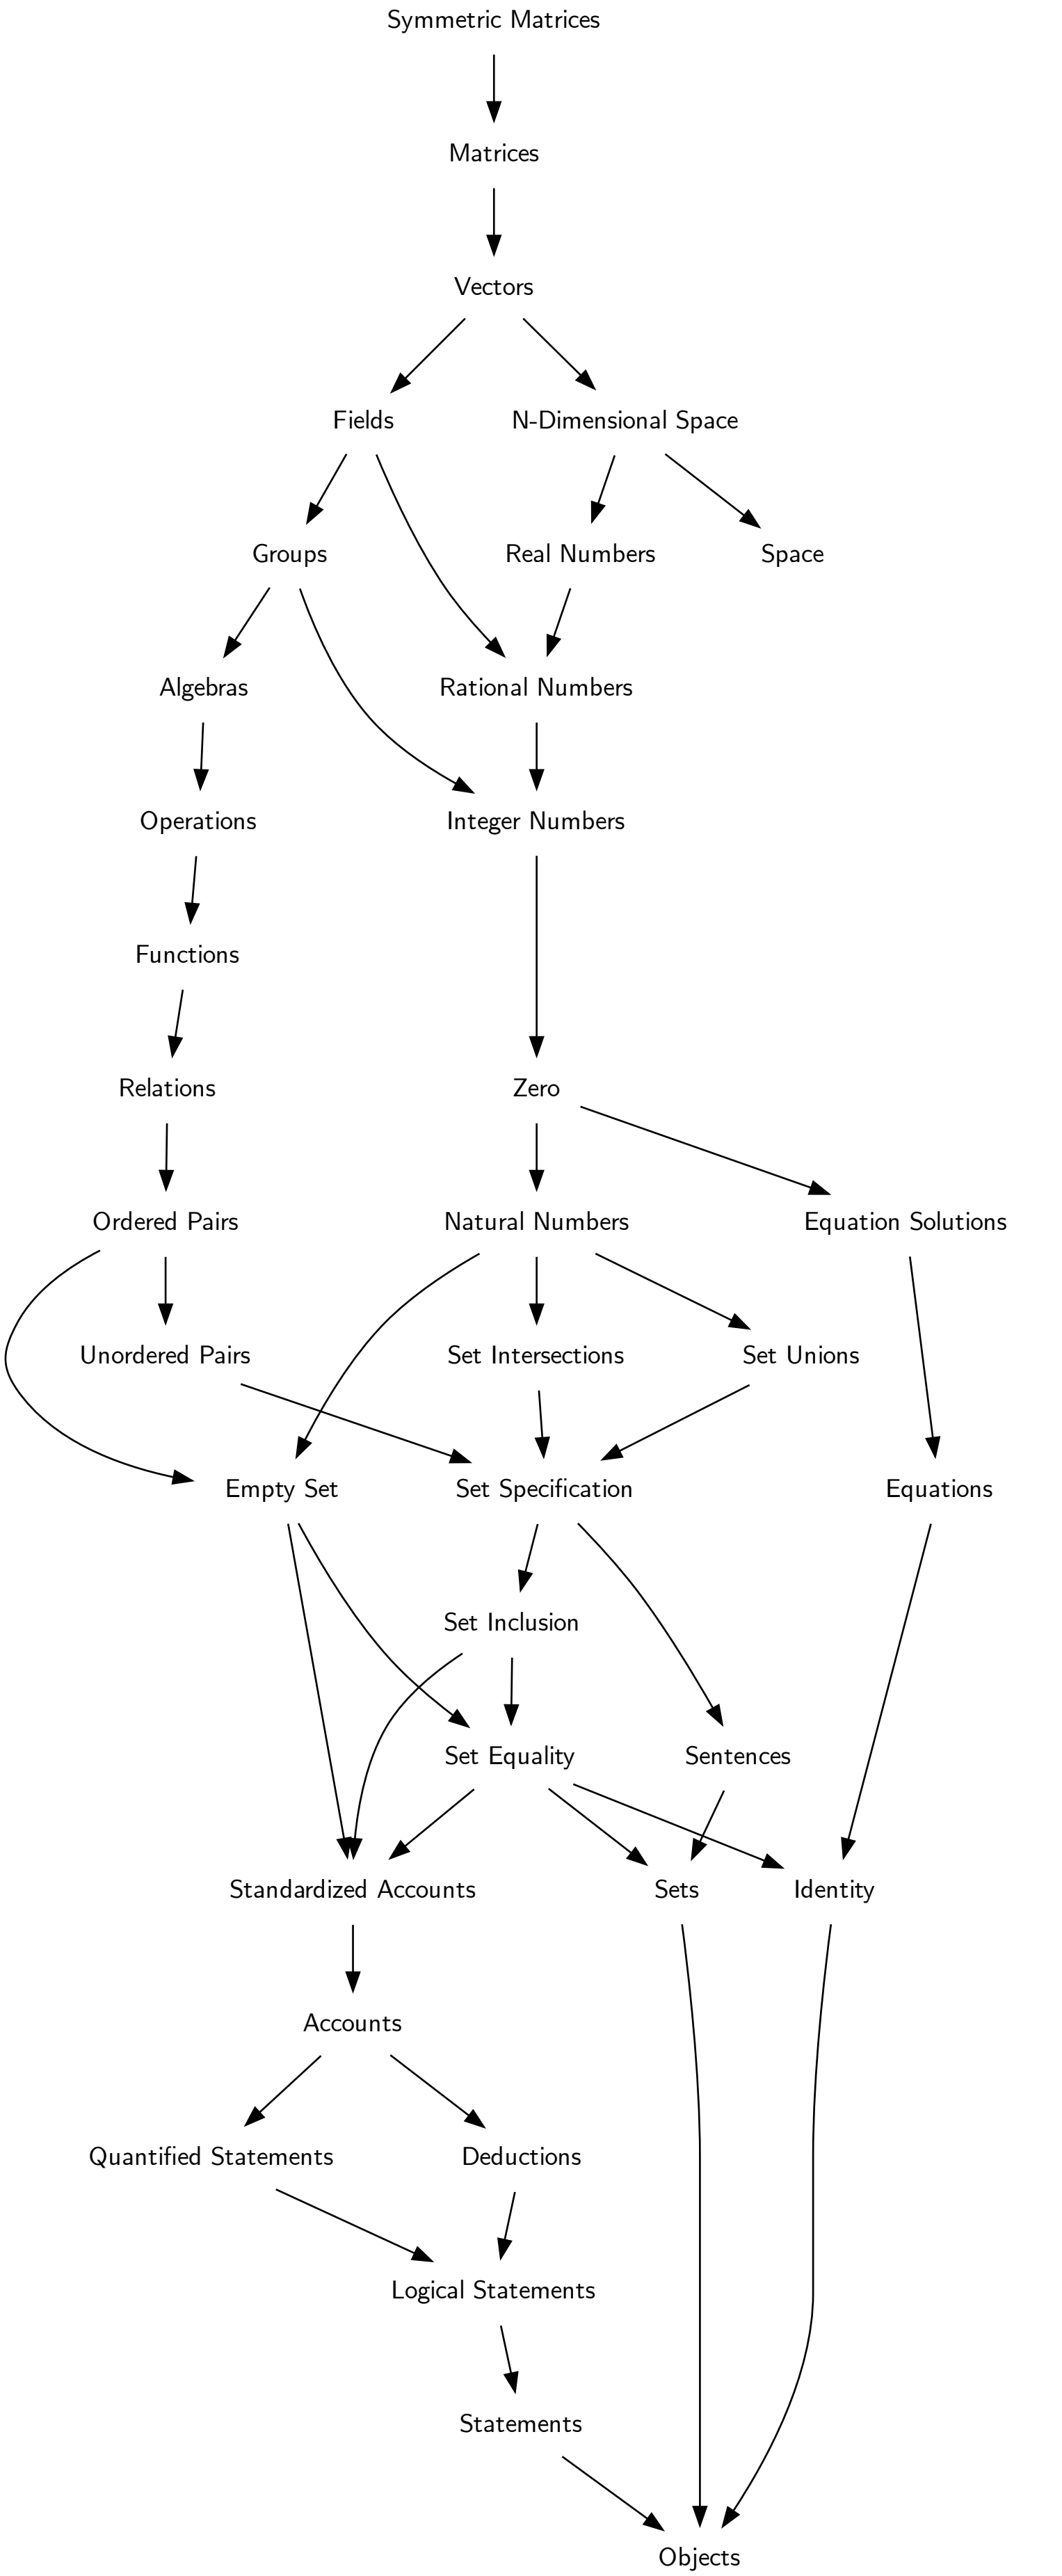 Symmetric Matrices
Matrices
Vectors
Fields
N-Dimensional Space
Groups
Real Numbers
Space
Algebras
Rational Numbers
Operations
Integer Numbers
Functions
Relations
Zero
Ordered Pairs
Natural Numbers
Equation Solutions
Unordered Pairs
Set Intersections
Set Unions
Empty Set
Set Specification
Equations
Set Inclusion
Set Equality
Sentences
Standardized Accounts
Sets
Identity
Accounts
Quantified Statements
Deductions
Logical Statements
Statements
Objects